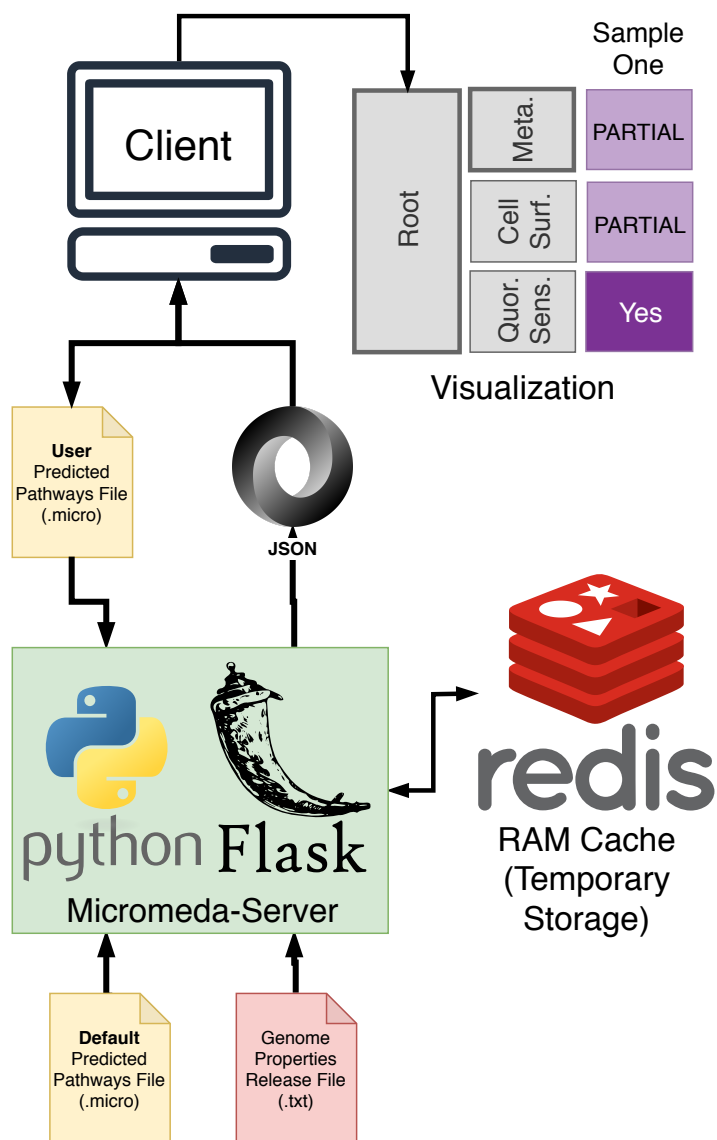 Sample
One
Client
Root
Meta.
PARTIAL
Cell
Surf.
PARTIAL
Quor.
Sens.
Yes
Visualization
User
Predicted
Pathways File
(.micro)
JSON
python
Flask
Micromeda-Server
redis
RAM Cache
(Temporary
Storage)
Default
Predicted
Pathways File
(.micro)
Genome
Properties
Release File
(.txt)